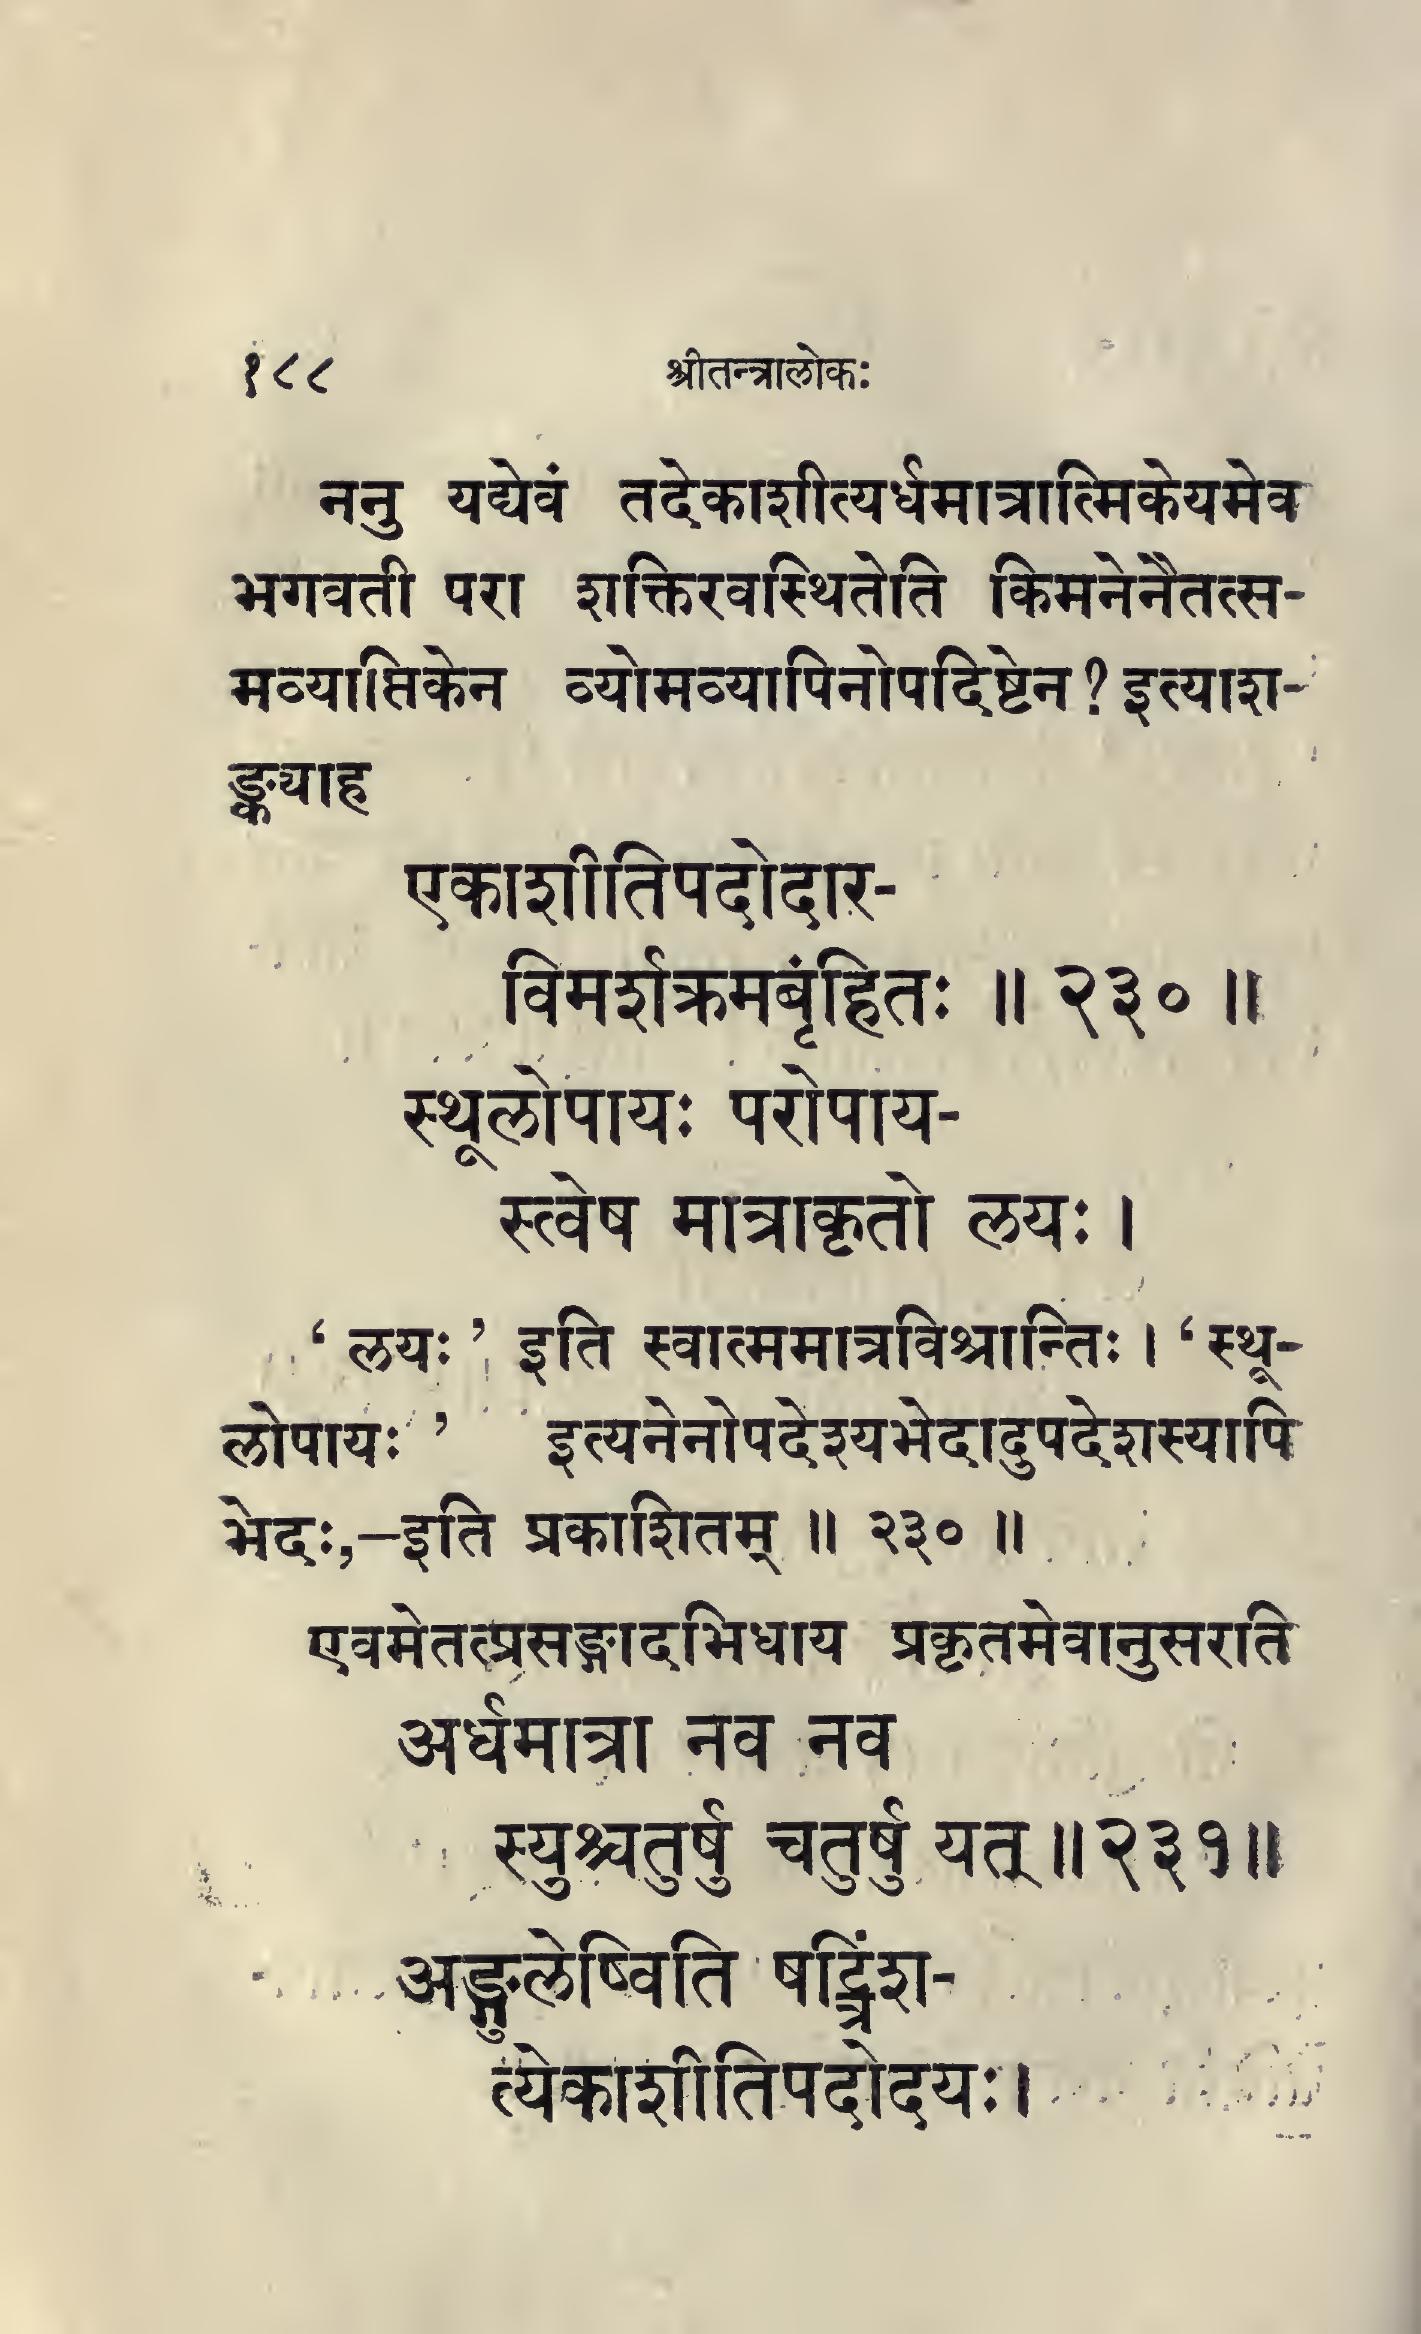 १८८ श्रीतन्त्रालोकः
ननु यद्येवं तदेकाशीत्यर्धमात्रात्मिकेयमेव
भगवती परा शक्तिरवस्थितेति किमनेनैतत्स-
मव्याप्तिकेन व्योमव्यापिनोपदिष्टेन ? इत्याश-
ङ्क्याह
एकाशीतिपदोदार-
विमर्शक्रमबृंहितः ॥ २३० ॥
स्थूलोपायः परोपाय-
स्त्वेष मात्राकृतो लयः ।
‘ लयः ’ इति स्वात्ममात्रविश्रान्तिः । ‘ स्थू-
लोपायः ’ इत्यनेनोपदेश्यभेदादुपदेशस्यापि
भेदः,—इति प्रकाशितम् ॥ २३० ॥
एवमेतत्प्रसङ्गादभिधाय प्रकृतमेवानुसरति
अर्धमात्रा नव नव
स्युश्चतुर्षु चतुर्षु यत् ॥ २३१ ॥
अङ्गुलेष्विति षट्त्रिंश-
त्येकाशीतिपदोदयः ।